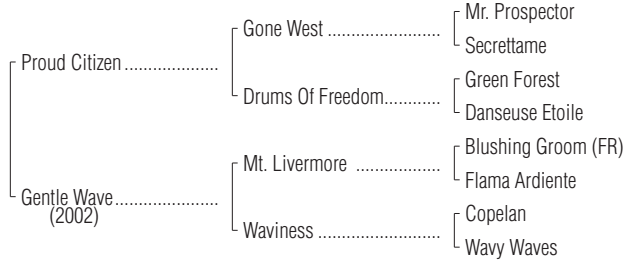 Mr. Prospector
Gone West ......................
Secrettame
Proud Citizen ....................
Green Forest
Drums Of Freedom............
Danseuse Etoile
Blushing Groom (FR)
Mt. Livermore ..................
Flama Ardiente
Gentle Wave......................
(2002)
Copelan
Waviness ..........................
Wavy Waves